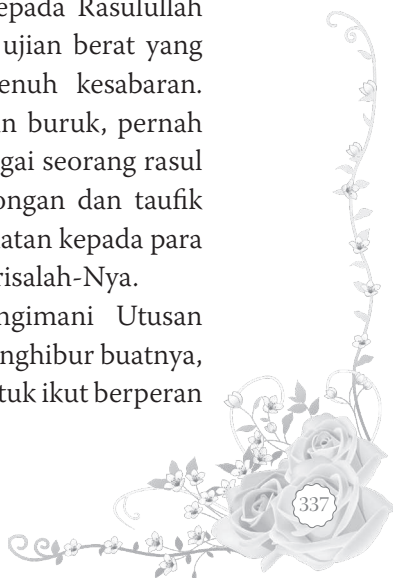 epada Rasulullah
ujian berat yang
enuh kesabaran.
n buruk, pernah
gai seorang rasul
ongan dan taufik
atan kepada para
risalah-Nya.
ngimani Utusan
nghibur buatnya,
tuk ikut berperan
337